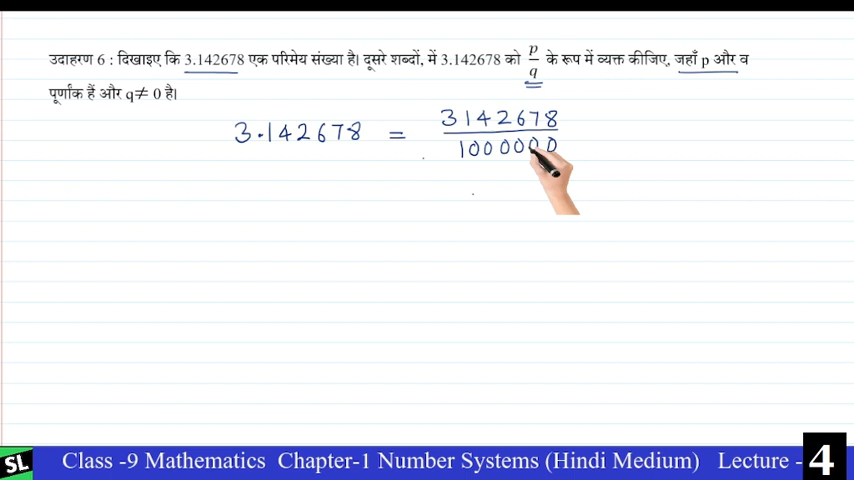 उदाहरण 6 : दिखाइए कि 3.142678 एक परिमेय संख्या है। दूसरे शब्दों, में 3.142678 को p/q के रूप में व्यक्त कीजिए, जहाँ p और व
पूर्णांक हैं और q ≠ 0 है।
3.142678 = 3142678/1000000
SL Class -9 Mathematics Chapter-1 Number Systems (Hindi Medium) Lecture - 4